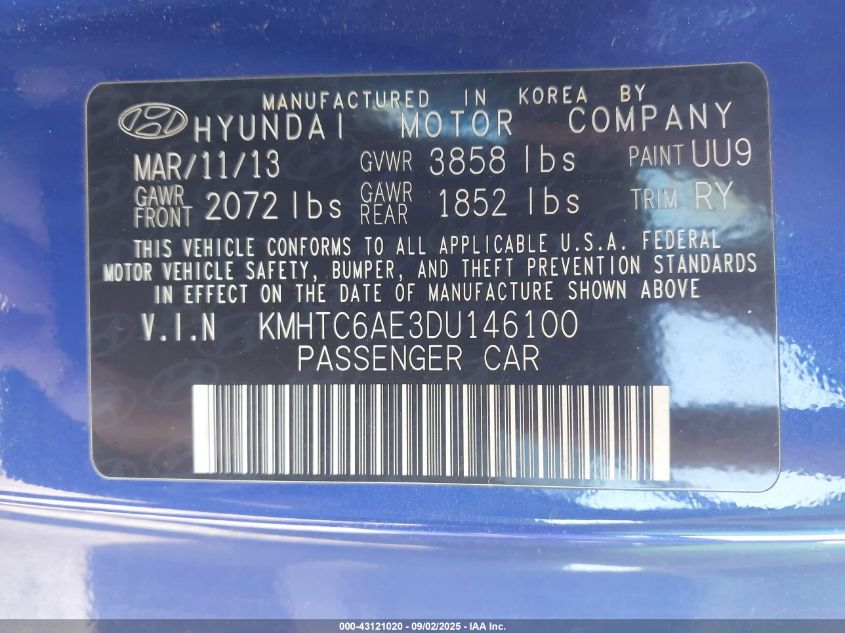 MANUFACTURED IN KOREA BY
HYUNDAI MOTOR COMPANY
MAR/11/13 GVWR 3858 lbs PAINT UU9
GAWR FRONT 2072 lbs GAWR REAR 1852 lbs TRIM RY
THIS VEHICLE CONFORMS TO ALL APPLICABLE U.S.A. FEDERAL
MOTOR VEHICLE SAFETY, BUMPER, AND THEFT PREVENTION STANDARDS
IN EFFECT ON THE DATE OF MANUFACTURE SHOWN ABOVE
V.I.N KMHTC6AE3DU146100
PASSENGER CAR
000-43121020 - 09/02/2025 - IAA Inc.